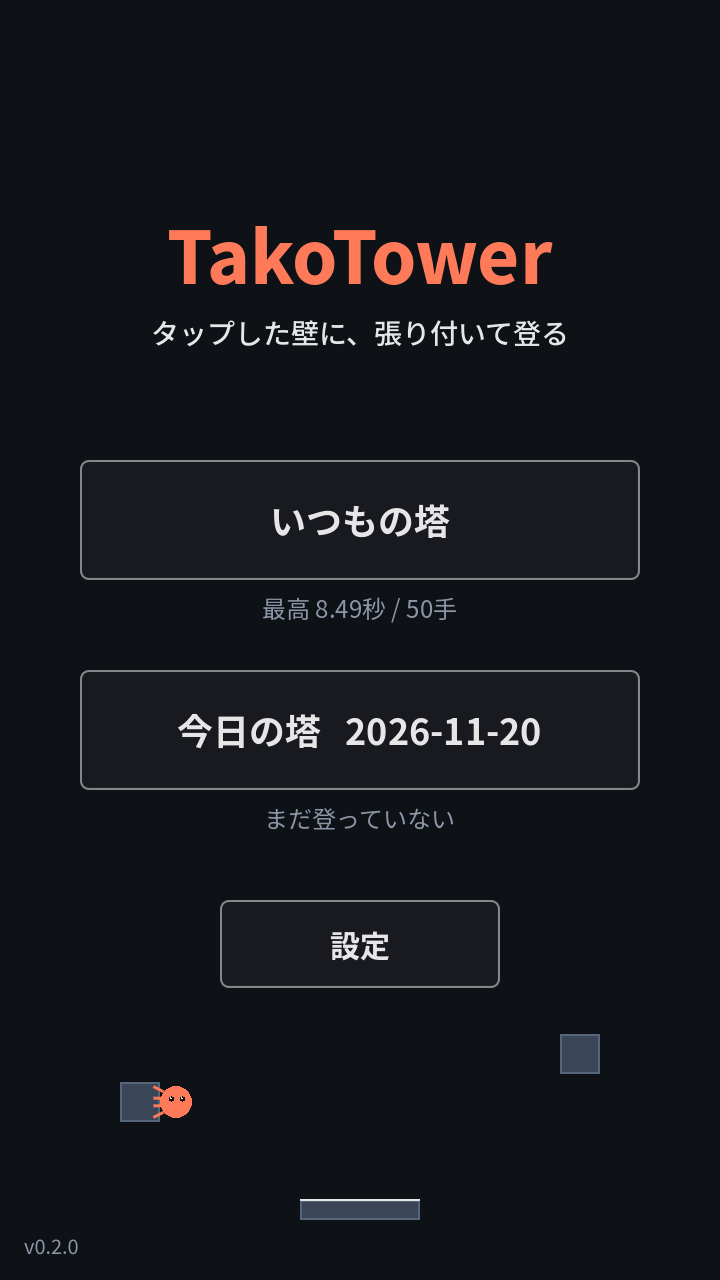 TakoTower
タップした壁に、張り付いて登る
いつもの塔
最高 8.49秒 / 50手
今日の塔 2026-11-20
まだ登っていない
設定
v0.2.0